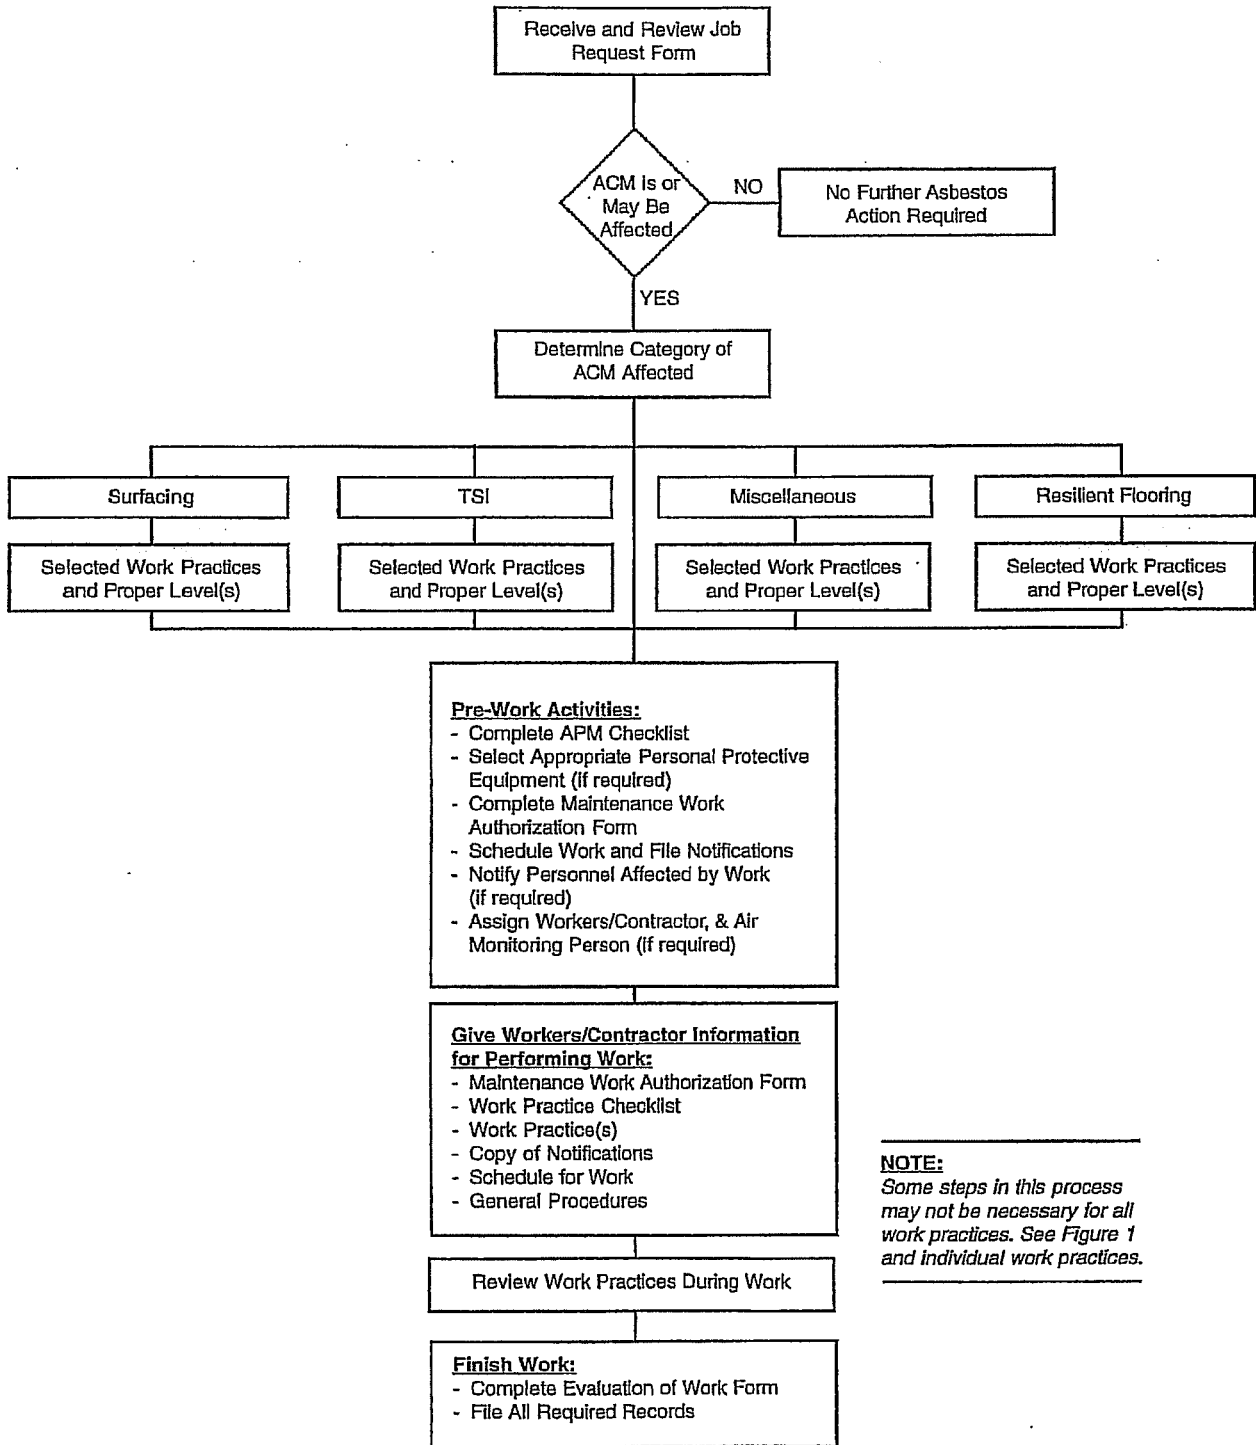 Receive and Review Job
Request Form
ACM Is or
May Be
Affected
NO
No Further Asbestos
Action Required
YES
Determine Category of
ACM Affected
Surfacing
TSI
Miscellaneous
Resilient Flooring
Selected Work Practices
and Proper Level(s)
Selected Work Practices
and Proper Level(s)
Selected Work Practices
and Proper Level(s)
Selected Work Practices
and Proper Level(s)
Pre-Work Activities:
- Complete APM Checklist
- Select Appropriate Personal Protective
Equipment (if required)
- Complete Maintenance Work
Authorization Form
- Schedule Work and File Notifications
- Notify Personnel Affected by Work
(if required)
- Assign Workers/Contractor, & Air
Monitoring Person (if required)
Give Workers/Contractor Information
for Performing Work:
- Maintenance Work Authorization Form
- Work Practice Checklist
- Work Practice(s)
- Copy of Notifications
- Schedule for Work
- General Procedures
NOTE:
Some steps in this process
may not be necessary for all
work practices. See Figure 1
and individual work practices.
Review Work Practices During Work
Finish Work:
- Complete Evaluation of Work Form
- File All Required Records